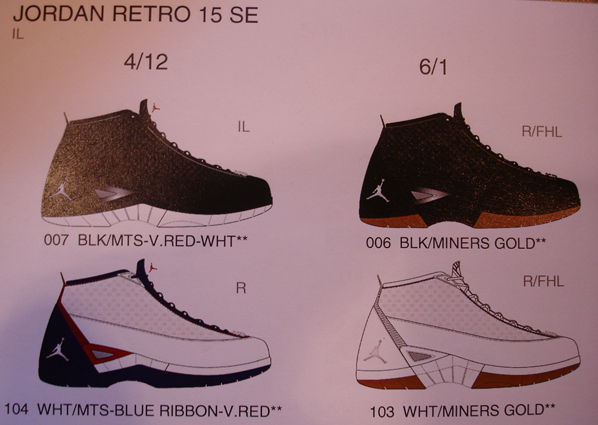 JORDAN RETRO 15 SE
IL
4/12
6/1
IL
R/FHL
007 BLK/MTS-V.RED-WHT**
006 BLK/MINERS GOLD**
R
R/FHL
104 WHT/MTS-BLUE RIBBON-V.RED**
103 WHT/MINERS GOLD**